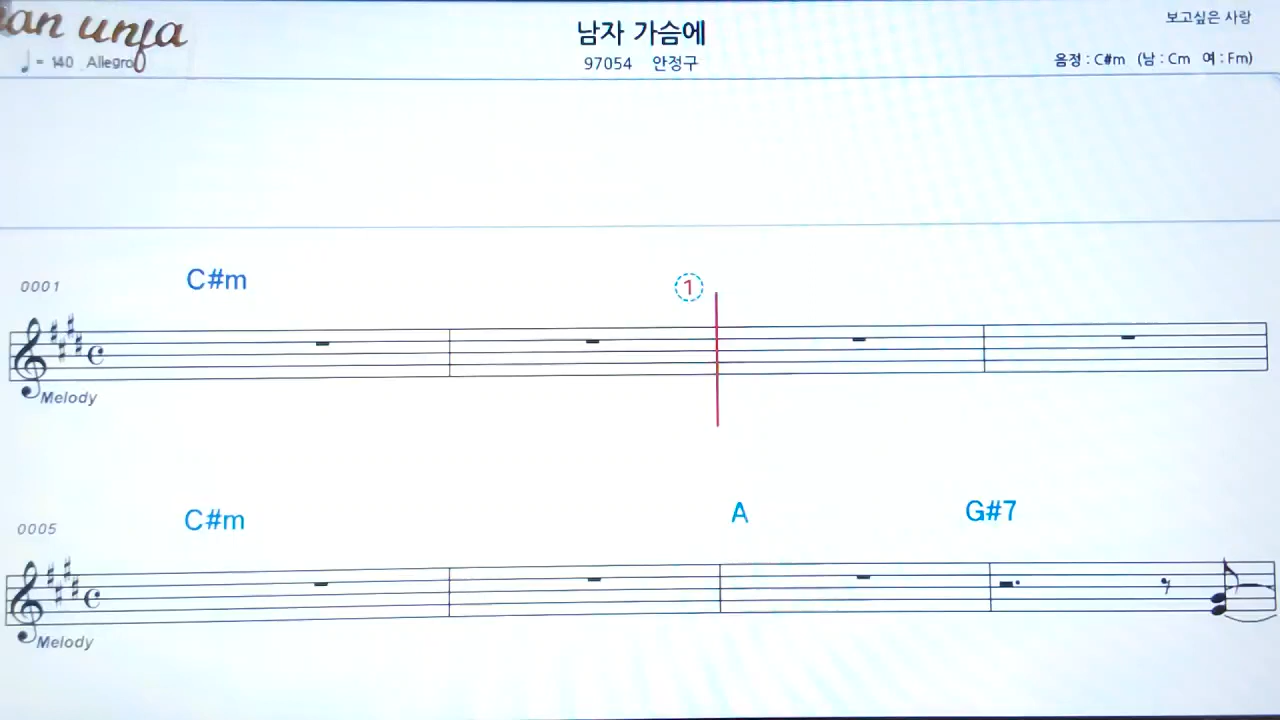 an unja
♩ = 140 Allegro
남자 가슴에
97054 안정구
보고싶은 사랑
음정 : C#m (남 : Cm 여 : Fm)
0001
C#m
1
Melody
0005
C#m A G#7
Melody